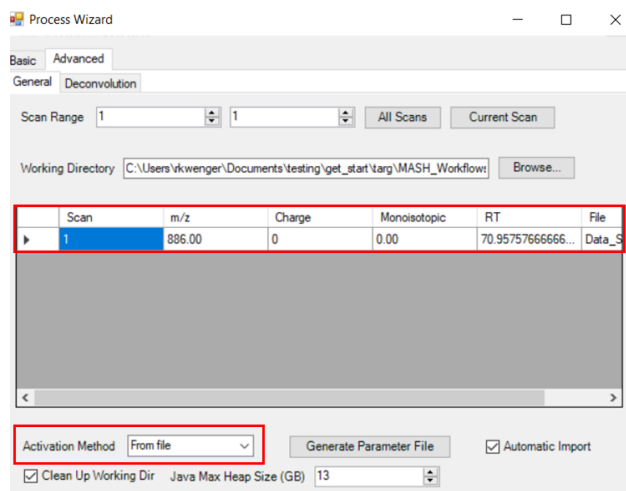 Process Wizard
Basic Advanced
General Deconvolution
Scan Range 1 1 All Scans Current Scan
Working Directory C:\Users\rkwenger\Documents\testing\get_start\targ\MASH_Workflow: Browse...
Scan m/z Charge Monoisotopic RT File
1 886.00 0 0.00 70.95757666666... Data_S
Activation Method From file Generate Parameter File Automatic Import
Clean Up Working Dir Java Max Heap Size (GB) 13